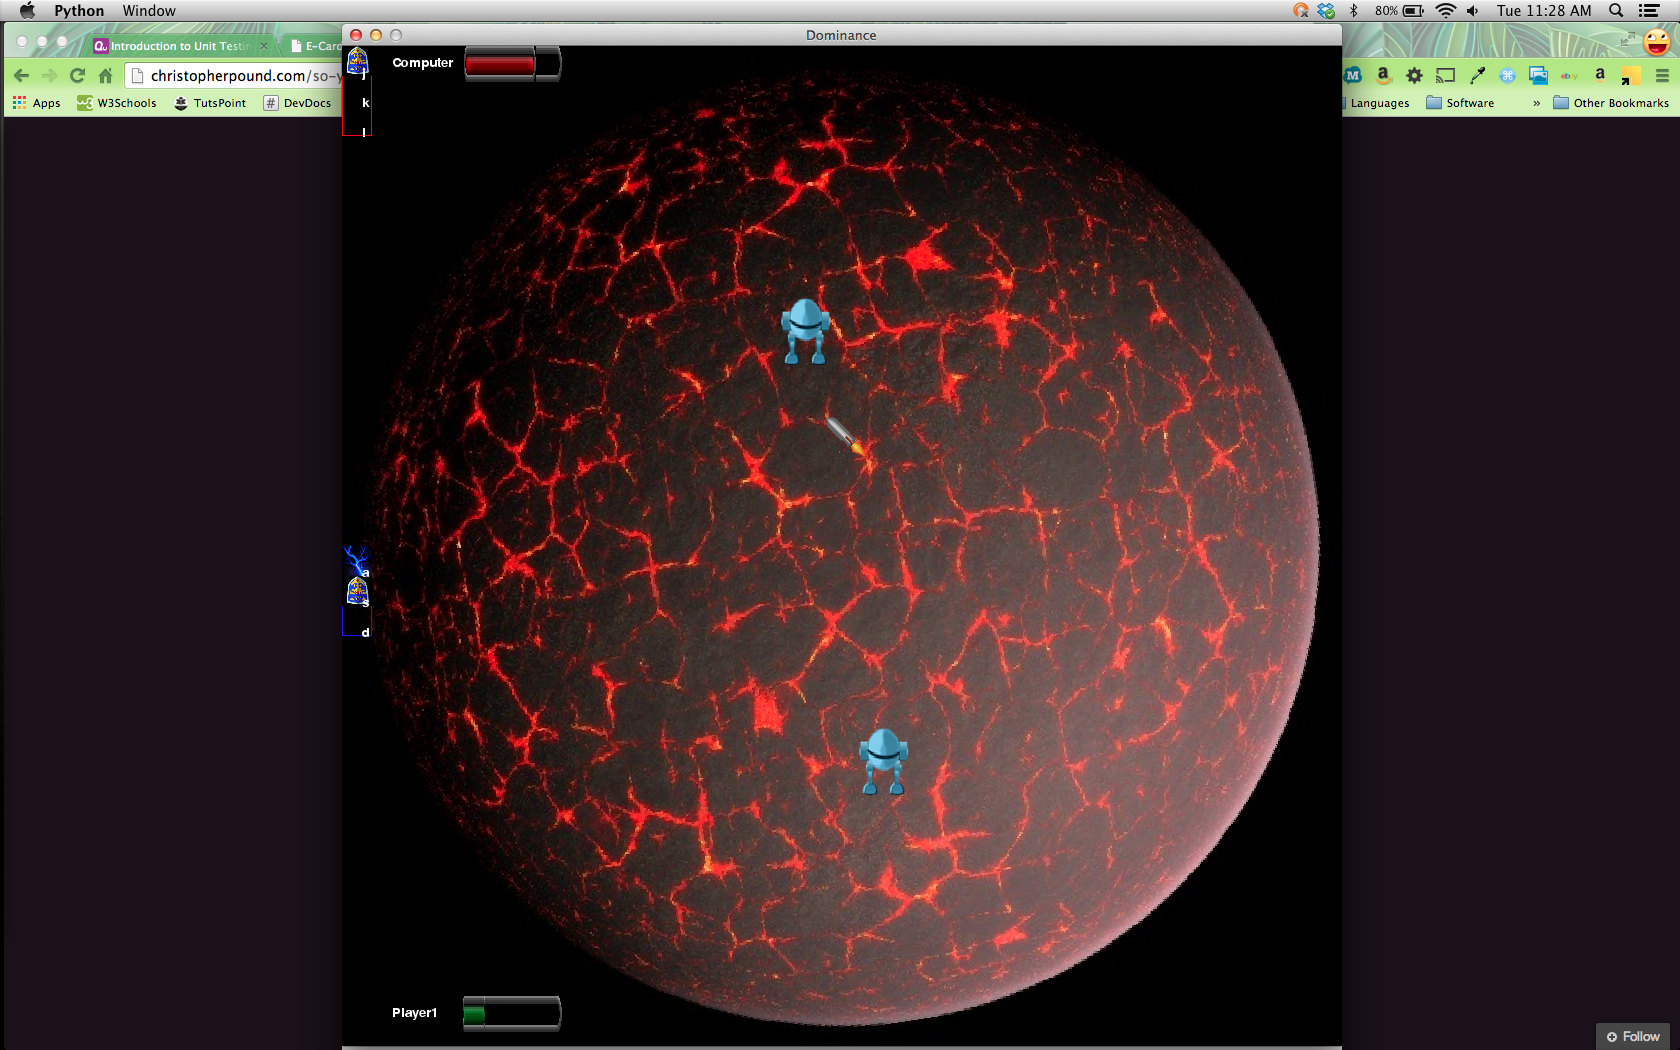 Python Window
80% Tue 11:28 AM
Introduction to Unit Testin
E-Card
Dominance
christopherpound.com/so-y
Apps W3Schools TutsPoint # DevDocs
Languages Software » Other Bookmarks
Computer
j
k
l
a
s
d
Player1
Follow